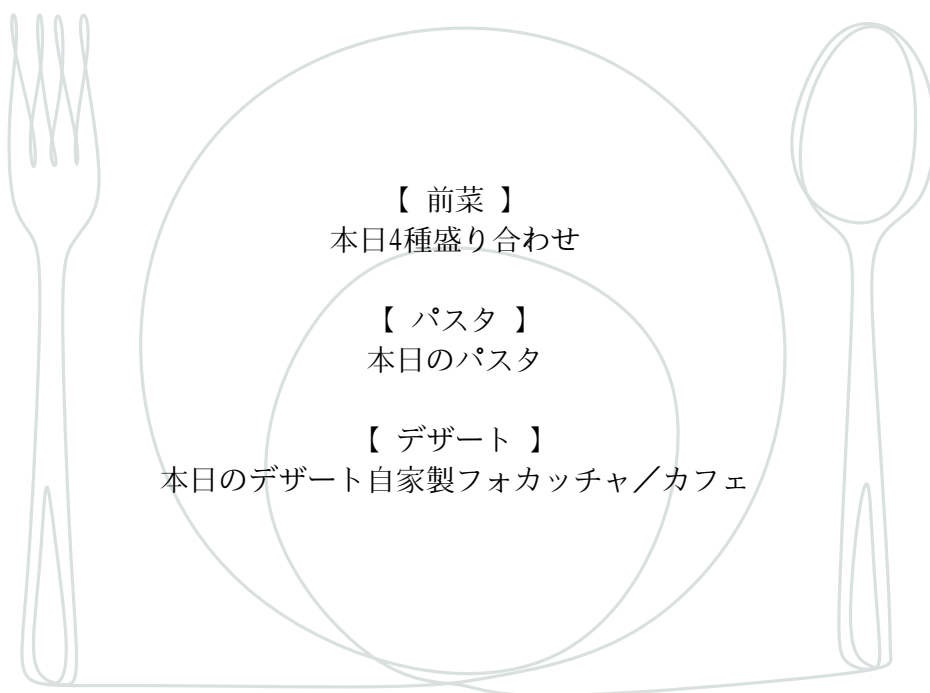 【 前菜 】
本日4種盛り合わせ
【 パスタ 】
本日のパスタ
【 デザート 】
本日のデザート自家製フォカッチャ／カフェ